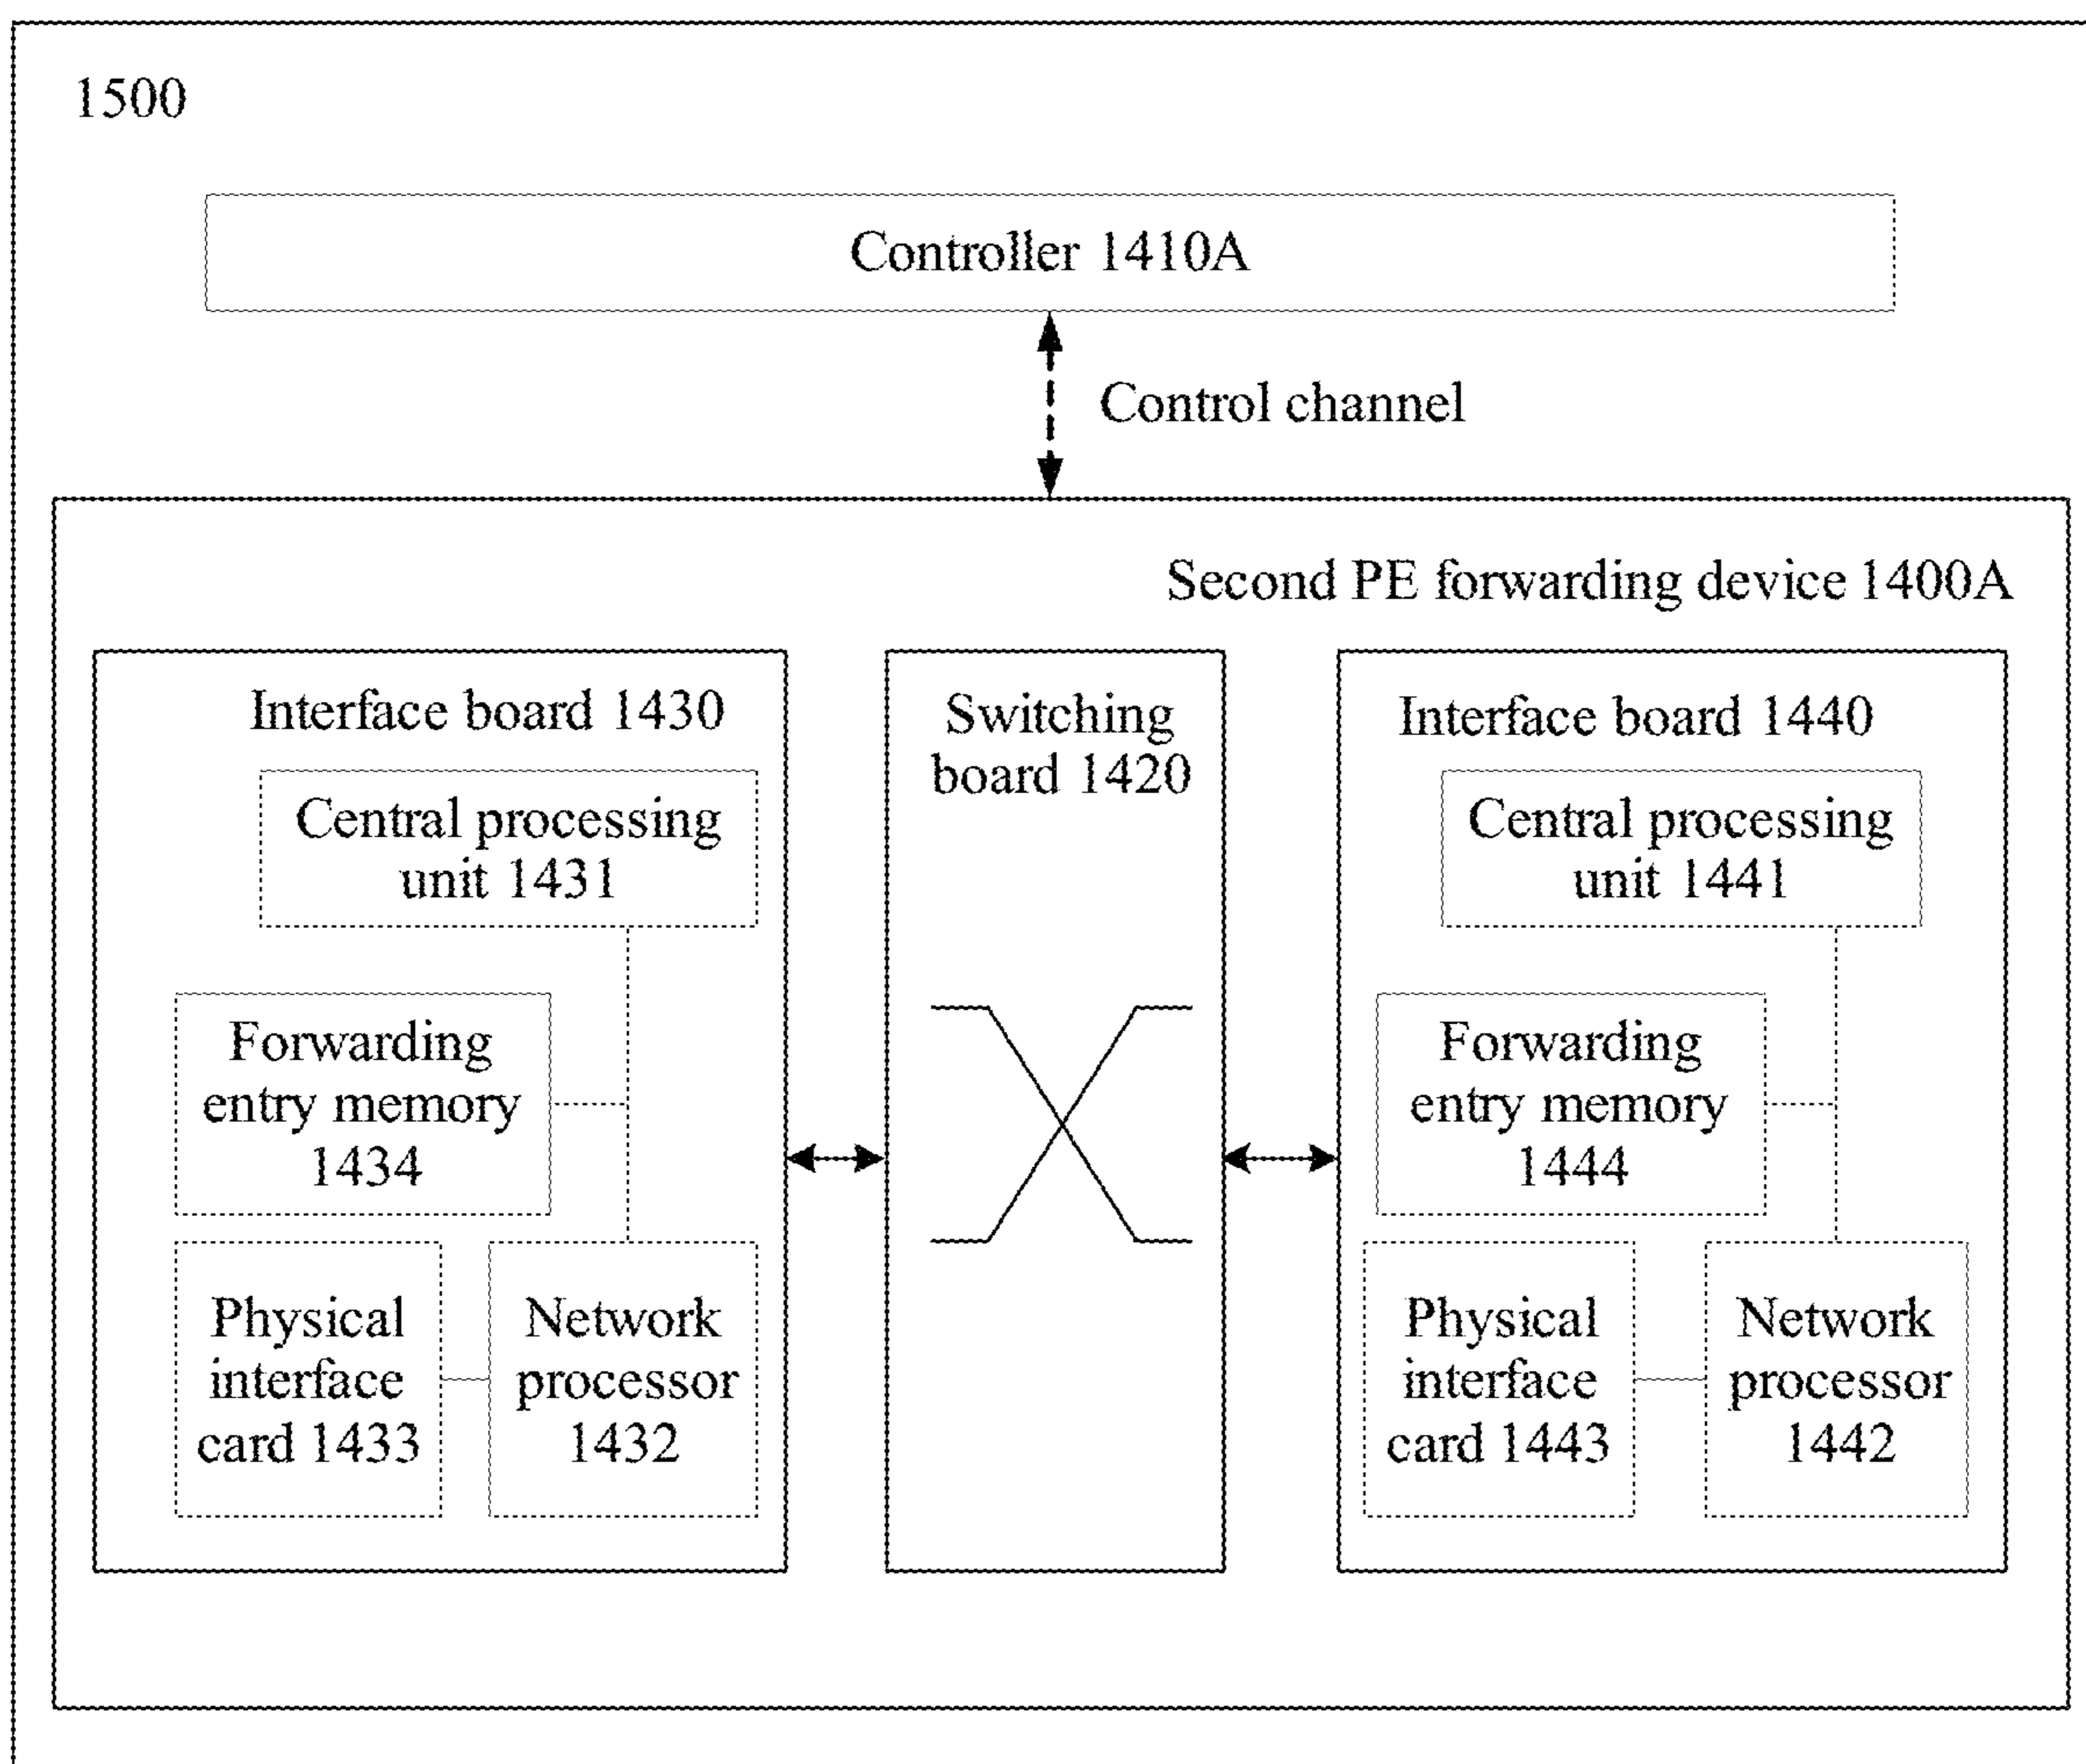 1500
Controller 1410A
Control channel
Second PE forwarding device 1400A
Interface board 1430
Central processing
unit 1431
Forwarding
entry memory
1434
Physical
interface
card 1433
Network
processor
1432
Switching
board 1420
Interface board 1440
Central processing
unit 1441
Forwarding
entry memory
1444
Physical
interface
card 1443
Network
processor
1442